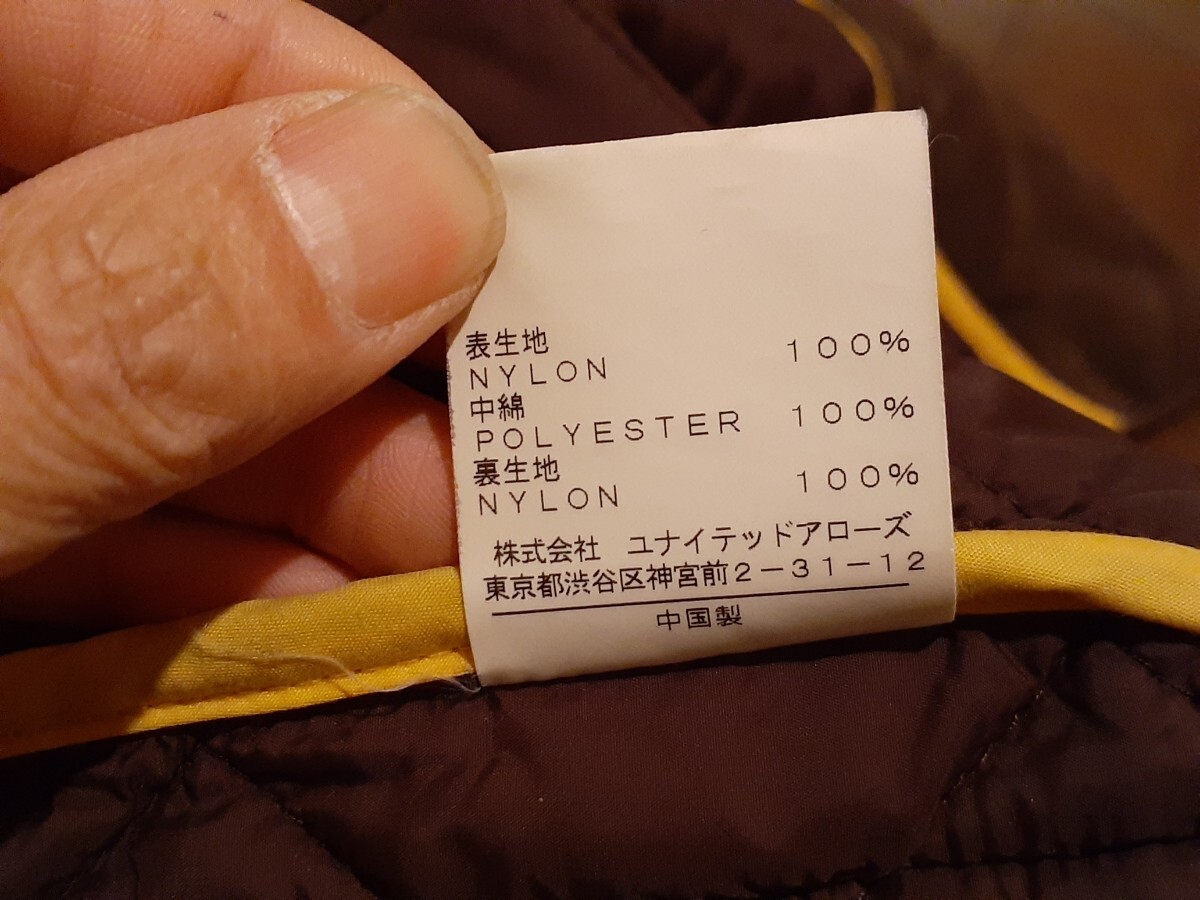 表生地
NYLON 100%
中綿
POLYESTER 100%
裏生地
NYLON 100%
株式会社 ユナイテッドアローズ
東京都渋谷区神宮前2-31-12
中国製